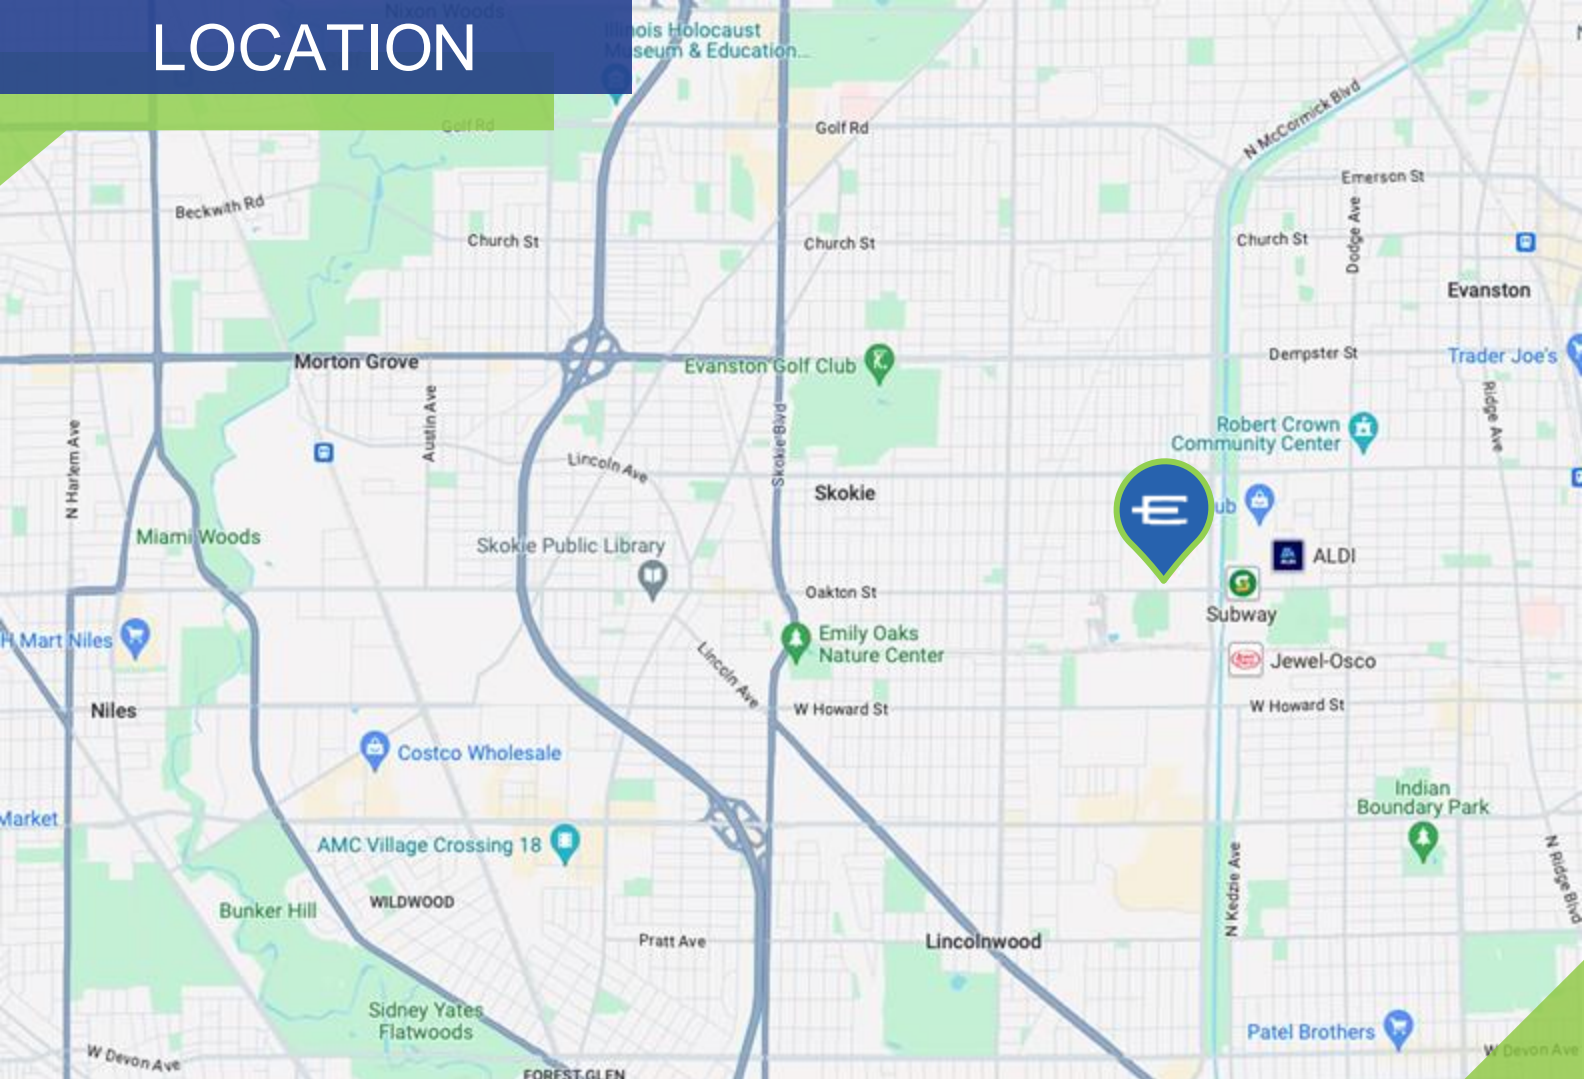 LOCATION
Nixon Woods
Illinois Holocaust
Museum & Education...
Golf Rd
Golf Rd
N McCormick Blvd
Emerson St
Beckwith Rd
Dodge Ave
Church St
Church St
Church St
Evanston
Morton Grove
Evanston Golf Club
Dempster St
Trader Joe's
Austin Ave
Skokie Blvd
Ridge Ave
N Harlem Ave
Lincoln Ave
Robert Crown
Community Center
Skokie
ub
Miami Woods
Skokie Public Library
ALDI
Oakton St
Subway
H Mart Niles
Emily Oaks
Nature Center
Lincoln Ave
Jewel-Osco
Niles
W Howard St
W Howard St
Costco Wholesale
Indian
Boundary Park
Market
AMC Village Crossing 18
N Kedzie Ave
N Ridge Blvd
WILDWOOD
Bunker Hill
Pratt Ave
Lincolnwood
Sidney Yates
Flatwoods
Patel Brothers
W Devon Ave
W Devon Ave
FOREST GLEN